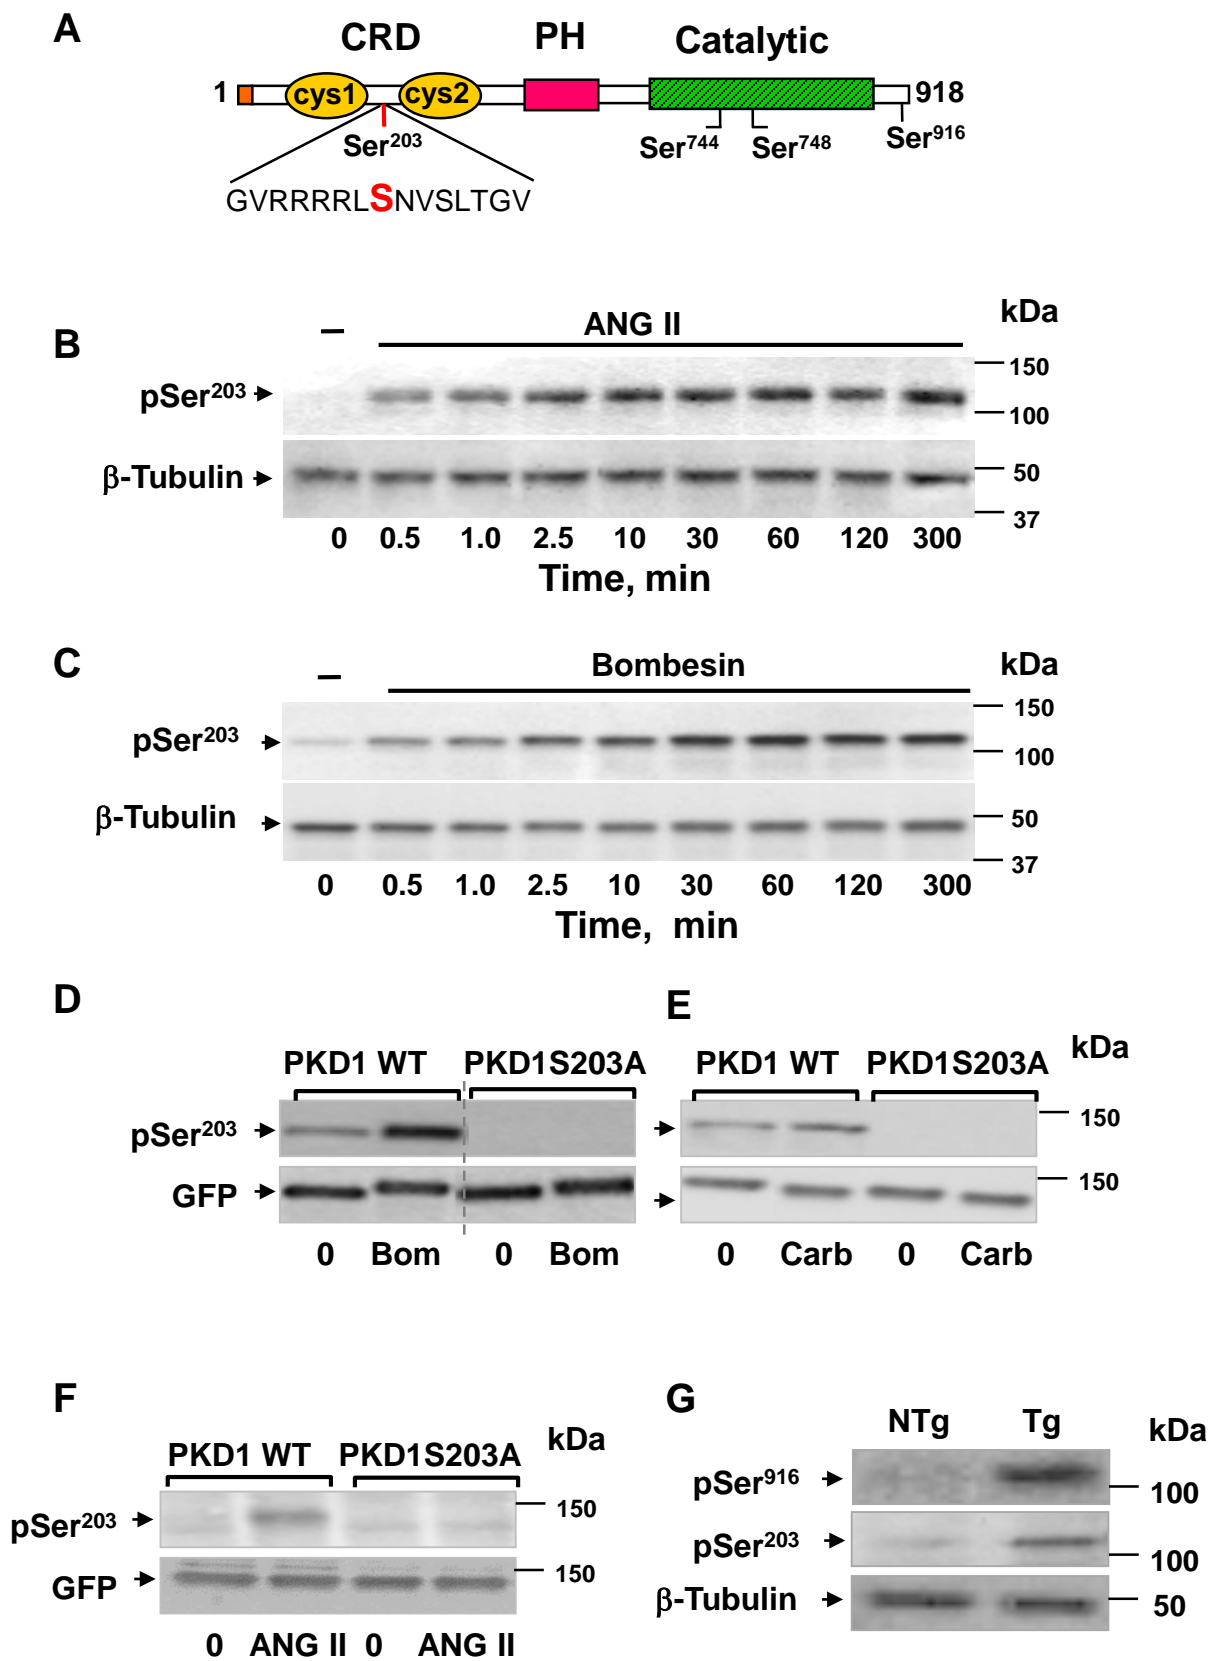 A
CRD PH Catalytic
1 cys1 cys2 918
Ser203 Ser744 Ser748 Ser916
GVRRRRLSNVSLTGV
B
– ANG II kDa
pSer203 150
100
β-Tubulin 50
37
0 0.5 1.0 2.5 10 30 60 120 300
Time, min
C
– Bombesin kDa
pSer203 150
100
β-Tubulin 50
37
0 0.5 1.0 2.5 10 30 60 120 300
Time, min
D
PKD1 WT PKD1S203A
pSer203
GFP
0 Bom 0 Bom
E
PKD1 WT PKD1S203A kDa
150
150
0 Carb 0 Carb
F
PKD1 WT PKD1S203A kDa
pSer203 150
GFP 150
0 ANG II 0 ANG II
G
NTg Tg kDa
pSer916 100
pSer203 100
β-Tubulin 50